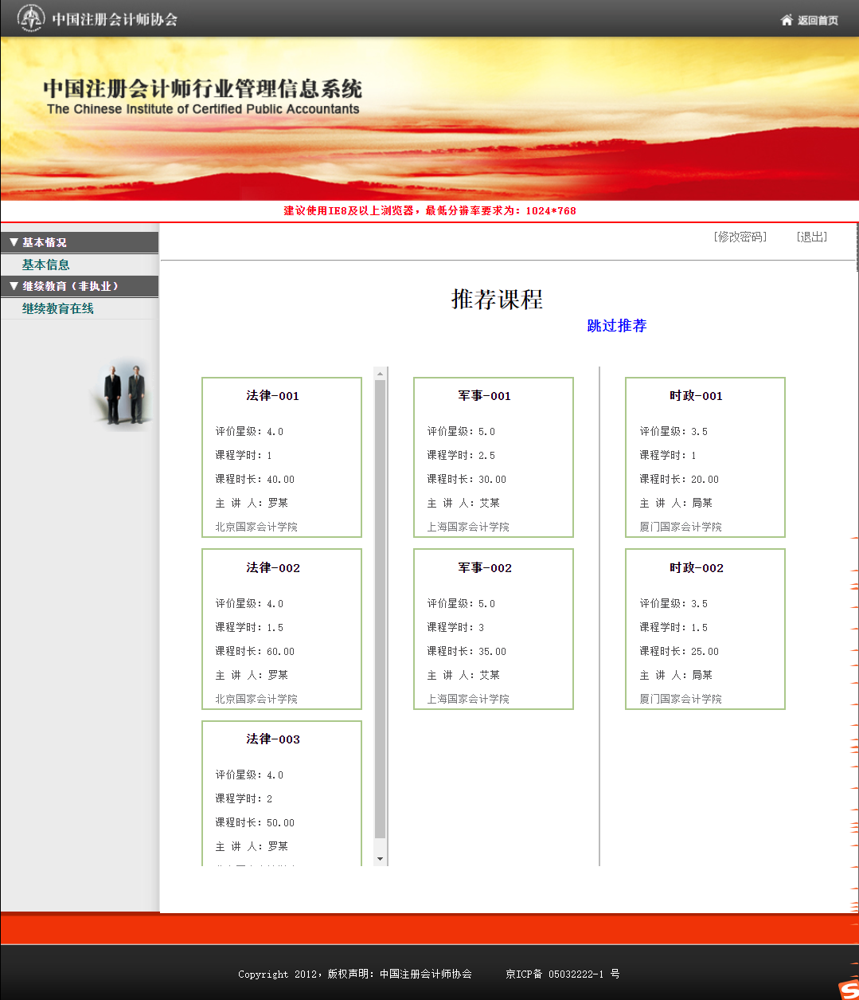 中国注册会计师协会
返回首页
中国注册会计师行业管理信息系统
The Chinese Institute of Certified Public Accountants
建议使用IE8及以上浏览器，最低分辨率要求为：1024*768
▼ 基本情况
基本信息
▼ 继续教育（非执业）
继续教育在线
[修改密码] [退出]
推荐课程
跳过推荐
法律-001
评价星级：4.0
课程学时：1
课程时长：40.00
主 讲 人：罗某
北京国家会计学院
法律-002
评价星级：4.0
课程学时：1.5
课程时长：60.00
主 讲 人：罗某
北京国家会计学院
法律-003
评价星级：4.0
课程学时：2
课程时长：50.00
主 讲 人：罗某
军事-001
评价星级：5.0
课程学时：2.5
课程时长：30.00
主 讲 人：艾某
上海国家会计学院
军事-002
评价星级：5.0
课程学时：3
课程时长：35.00
主 讲 人：艾某
上海国家会计学院
时政-001
评价星级：3.5
课程学时：1
课程时长：20.00
主 讲 人：局某
厦门国家会计学院
时政-002
评价星级：3.5
课程学时：1.5
课程时长：25.00
主 讲 人：局某
厦门国家会计学院
Copyright 2012，版权声明：中国注册会计师协会 京ICP备 05032222-1 号